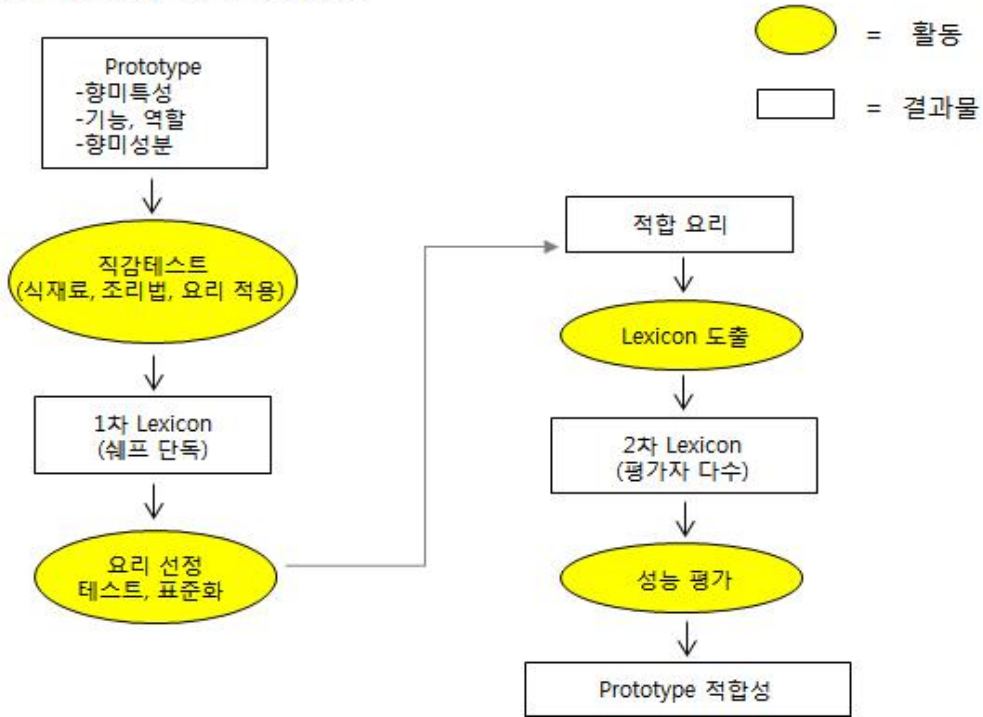 Prototype
-향미특성
-기능, 역할
-향미성분
직감테스트
(식재료, 조리법, 요리 적용)
1차 Lexicon
(쉐프 단독)
요리 선정
테스트, 표준화
= 활동
= 결과물
적합 요리
Lexicon 도출
2차 Lexicon
(평가자 다수)
성능 평가
Prototype 적합성